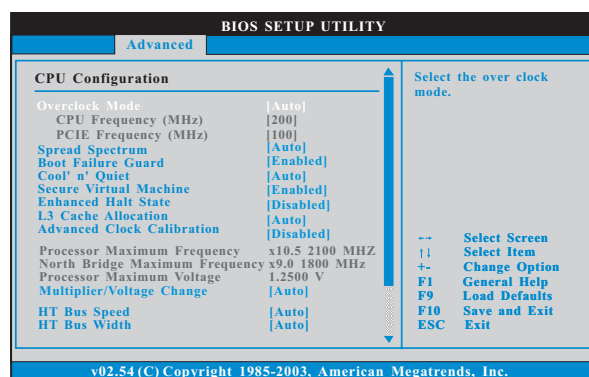 BIOS SETUP UTILITY
Advanced
CPU Configuration
Overclock Mode [Auto]
CPU Frequency (MHz) [200]
PCIE Frequency (MHz) [100]
Spread Spectrum [Auto]
Boot Failure Guard [Enabled]
Cool' n' Quiet [Auto]
Secure Virtual Machine [Enabled]
Enhanced Halt State [Disabled]
L3 Cache Allocation [Auto]
Advanced Clock Calibration [Disabled]
Processor Maximum Frequency x10.5 2100 MHZ
North Bridge Maximum Frequency x9.0 1800 MHz
Processor Maximum Voltage 1.2500 V
Multiplier/Voltage Change [Auto]
HT Bus Speed [Auto]
HT Bus Width [Auto]
Select the over clock
mode.
←→ Select Screen
↑↓ Select Item
+- Change Option
F1 General Help
F9 Load Defaults
F10 Save and Exit
ESC Exit
v02.54 (C) Copyright 1985-2003, American Megatrends, Inc.